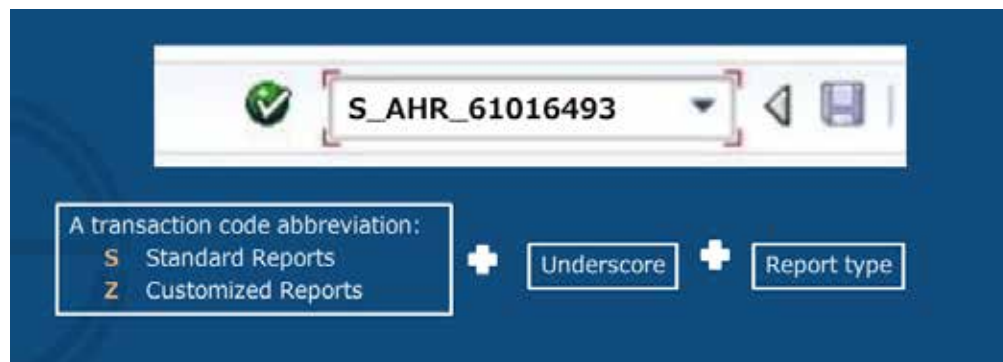 S_AHR_61016493
A transaction code abbreviation:
S Standard Reports
Z Customized Reports
Underscore
Report type